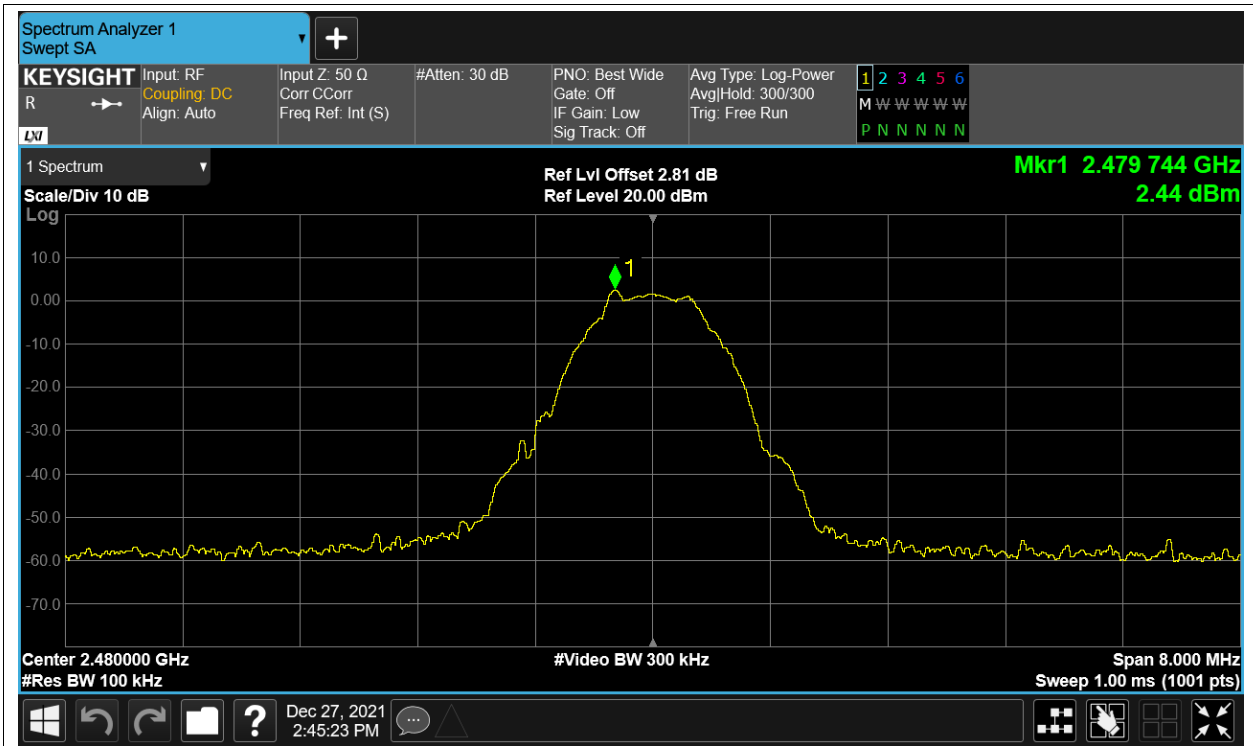 Spectrum Analyzer 1
Swept SA
KEYSIGHT
R
LXI
Input: RF
Coupling: DC
Align: Auto
Input Z: 50 Ω
Corr CCorr
Freq Ref: Int (S)
#Atten: 30 dB
PNO: Best Wide
Gate: Off
IF Gain: Low
Sig Track: Off
Avg Type: Log-Power
Avg|Hold: 300/300
Trig: Free Run
1 2 3 4 5 6
M W W W W W
P N N N N N
1 Spectrum
Scale/Div 10 dB
Ref Lvl Offset 2.81 dB
Ref Level 20.00 dBm
Mkr1 2.479 744 GHz
2.44 dBm
Log
1
10.0
0.00
-10.0
-20.0
-30.0
-40.0
-50.0
-60.0
-70.0
Center 2.480000 GHz
#Video BW 300 kHz
Span 8.000 MHz
#Res BW 100 kHz
Sweep 1.00 ms (1001 pts)
?
Dec 27, 2021
2:45:23 PM